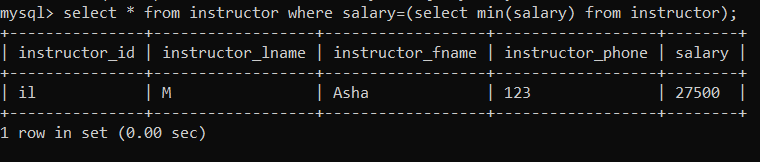 mysql> select * from instructor where salary=(select min(salary) from instructor);
+---------------+------------------+------------------+------------------+--------+
| instructor_id | instructor_lname | instructor_fname | instructor_phone | salary |
+---------------+------------------+------------------+------------------+--------+
| il            | M                | Asha             | 123              | 27500  |
+---------------+------------------+------------------+------------------+--------+
1 row in set (0.00 sec)